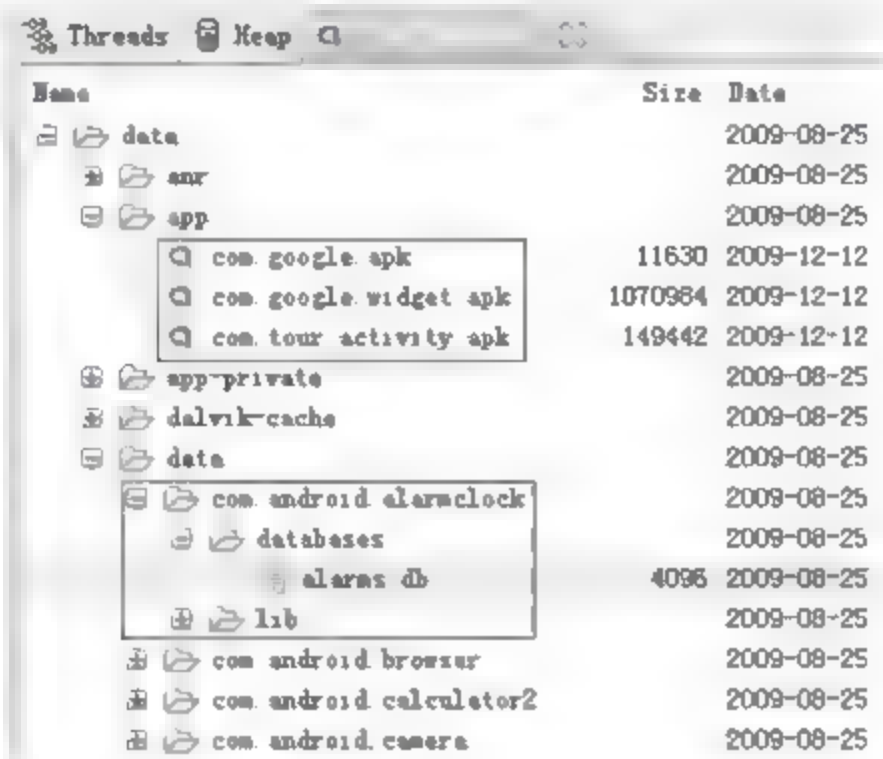 Threads Heap
Name Size Date
data 2009-08-25
anr 2009-08-25
app 2009-08-25
com.google.apk 11630 2009-12-12
com.google.widget.apk 1070984 2009-12-12
com.tour.activity.apk 149442 2009-12-12
app-private 2009-08-25
dalvik-cache 2009-08-25
data 2009-08-25
com.android.alarmclock 2009-08-25
databases 2009-08-25
alarms.db 4096 2009-08-25
lib 2009-08-25
com.android.browser 2009-08-25
com.android.calculator2 2009-08-25
com.android.camera 2009-08-25